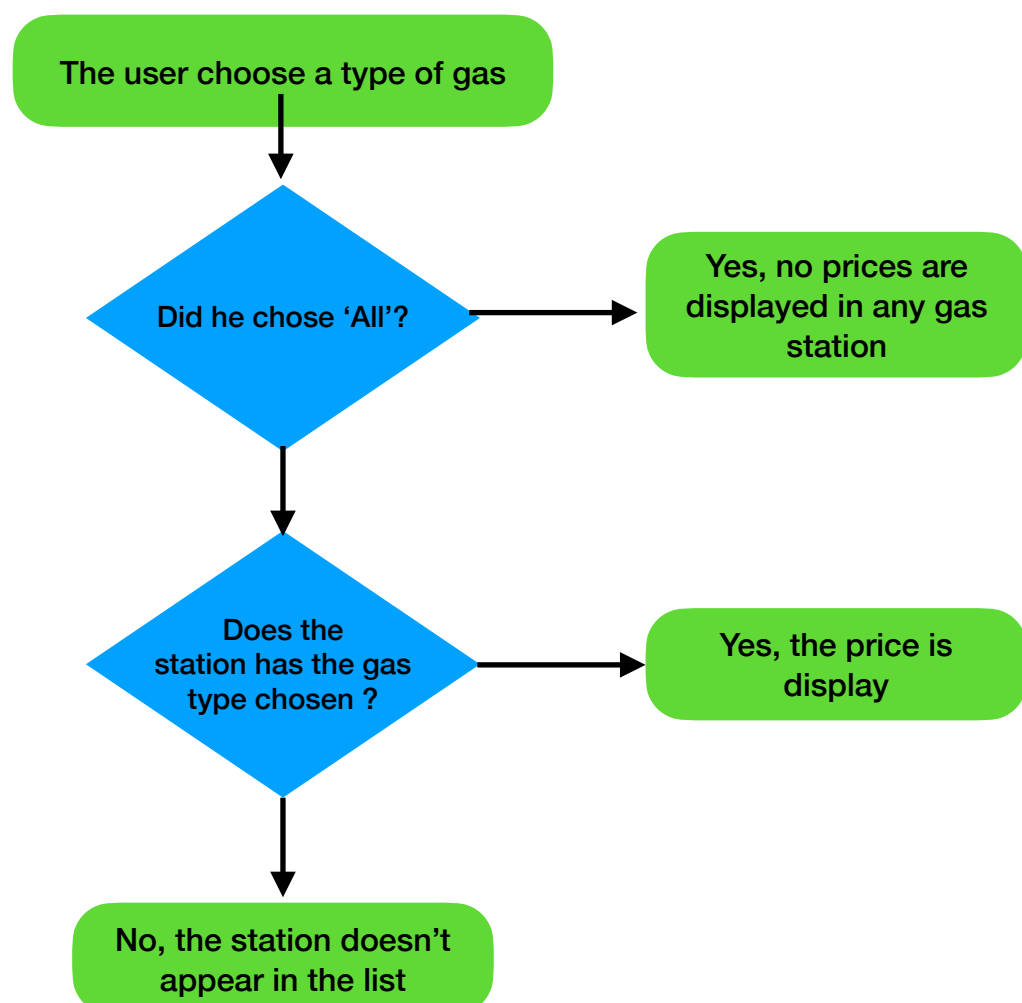 The user choose a type of gas
Did he chose ‘All’?
Yes, no prices are
displayed in any gas
station
Does the
station has the gas
type chosen ?
Yes, the price is
display
No, the station doesn’t
appear in the list